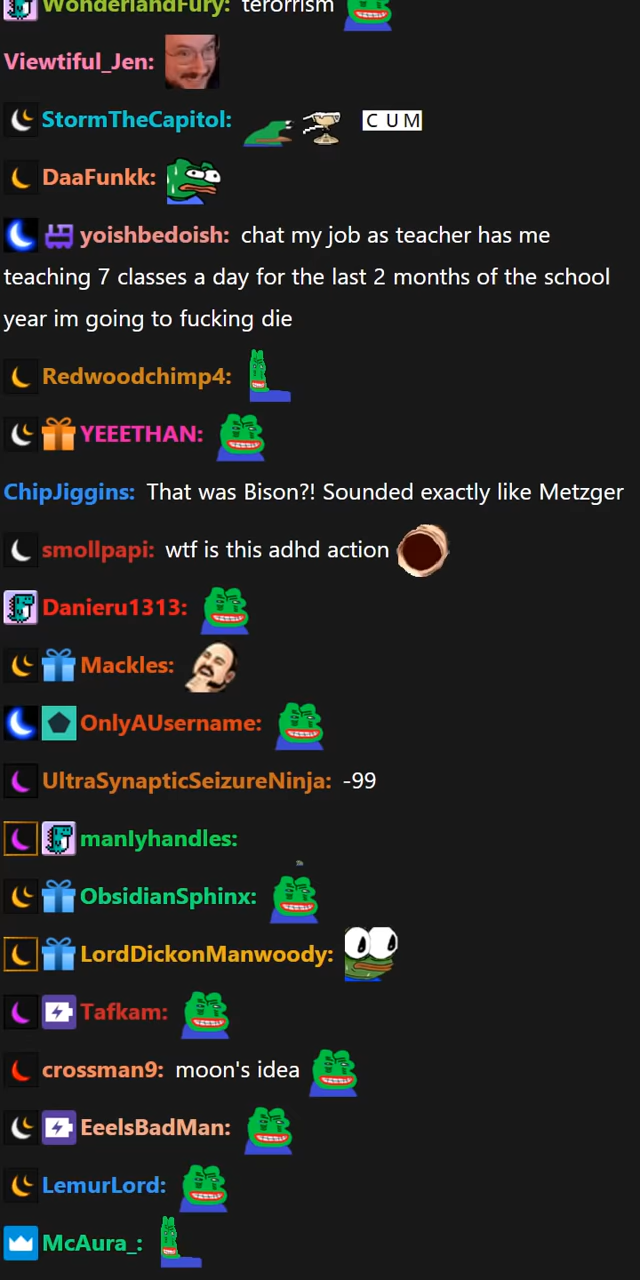 WonderlandFury: terorrism
Viewtiful_Jen:
StormTheCapitol: CUM
DaaFunkk:
yoishbedoish: chat my job as teacher has me
teaching 7 classes a day for the last 2 months of the school
year im going to fucking die
Redwoodchimp4:
YEEETHAN:
ChipJiggins: That was Bison?! Sounded exactly like Metzger
smollpapi: wtf is this adhd action
Danieru1313:
Mackles:
OnlyAUsername:
UltraSynapticSeizureNinja: -99
manlyhandles:
ObsidianSphinx:
LordDickonManwoody:
Tafkam:
crossman9: moon's idea
EeelsBadMan:
LemurLord:
McAura_: